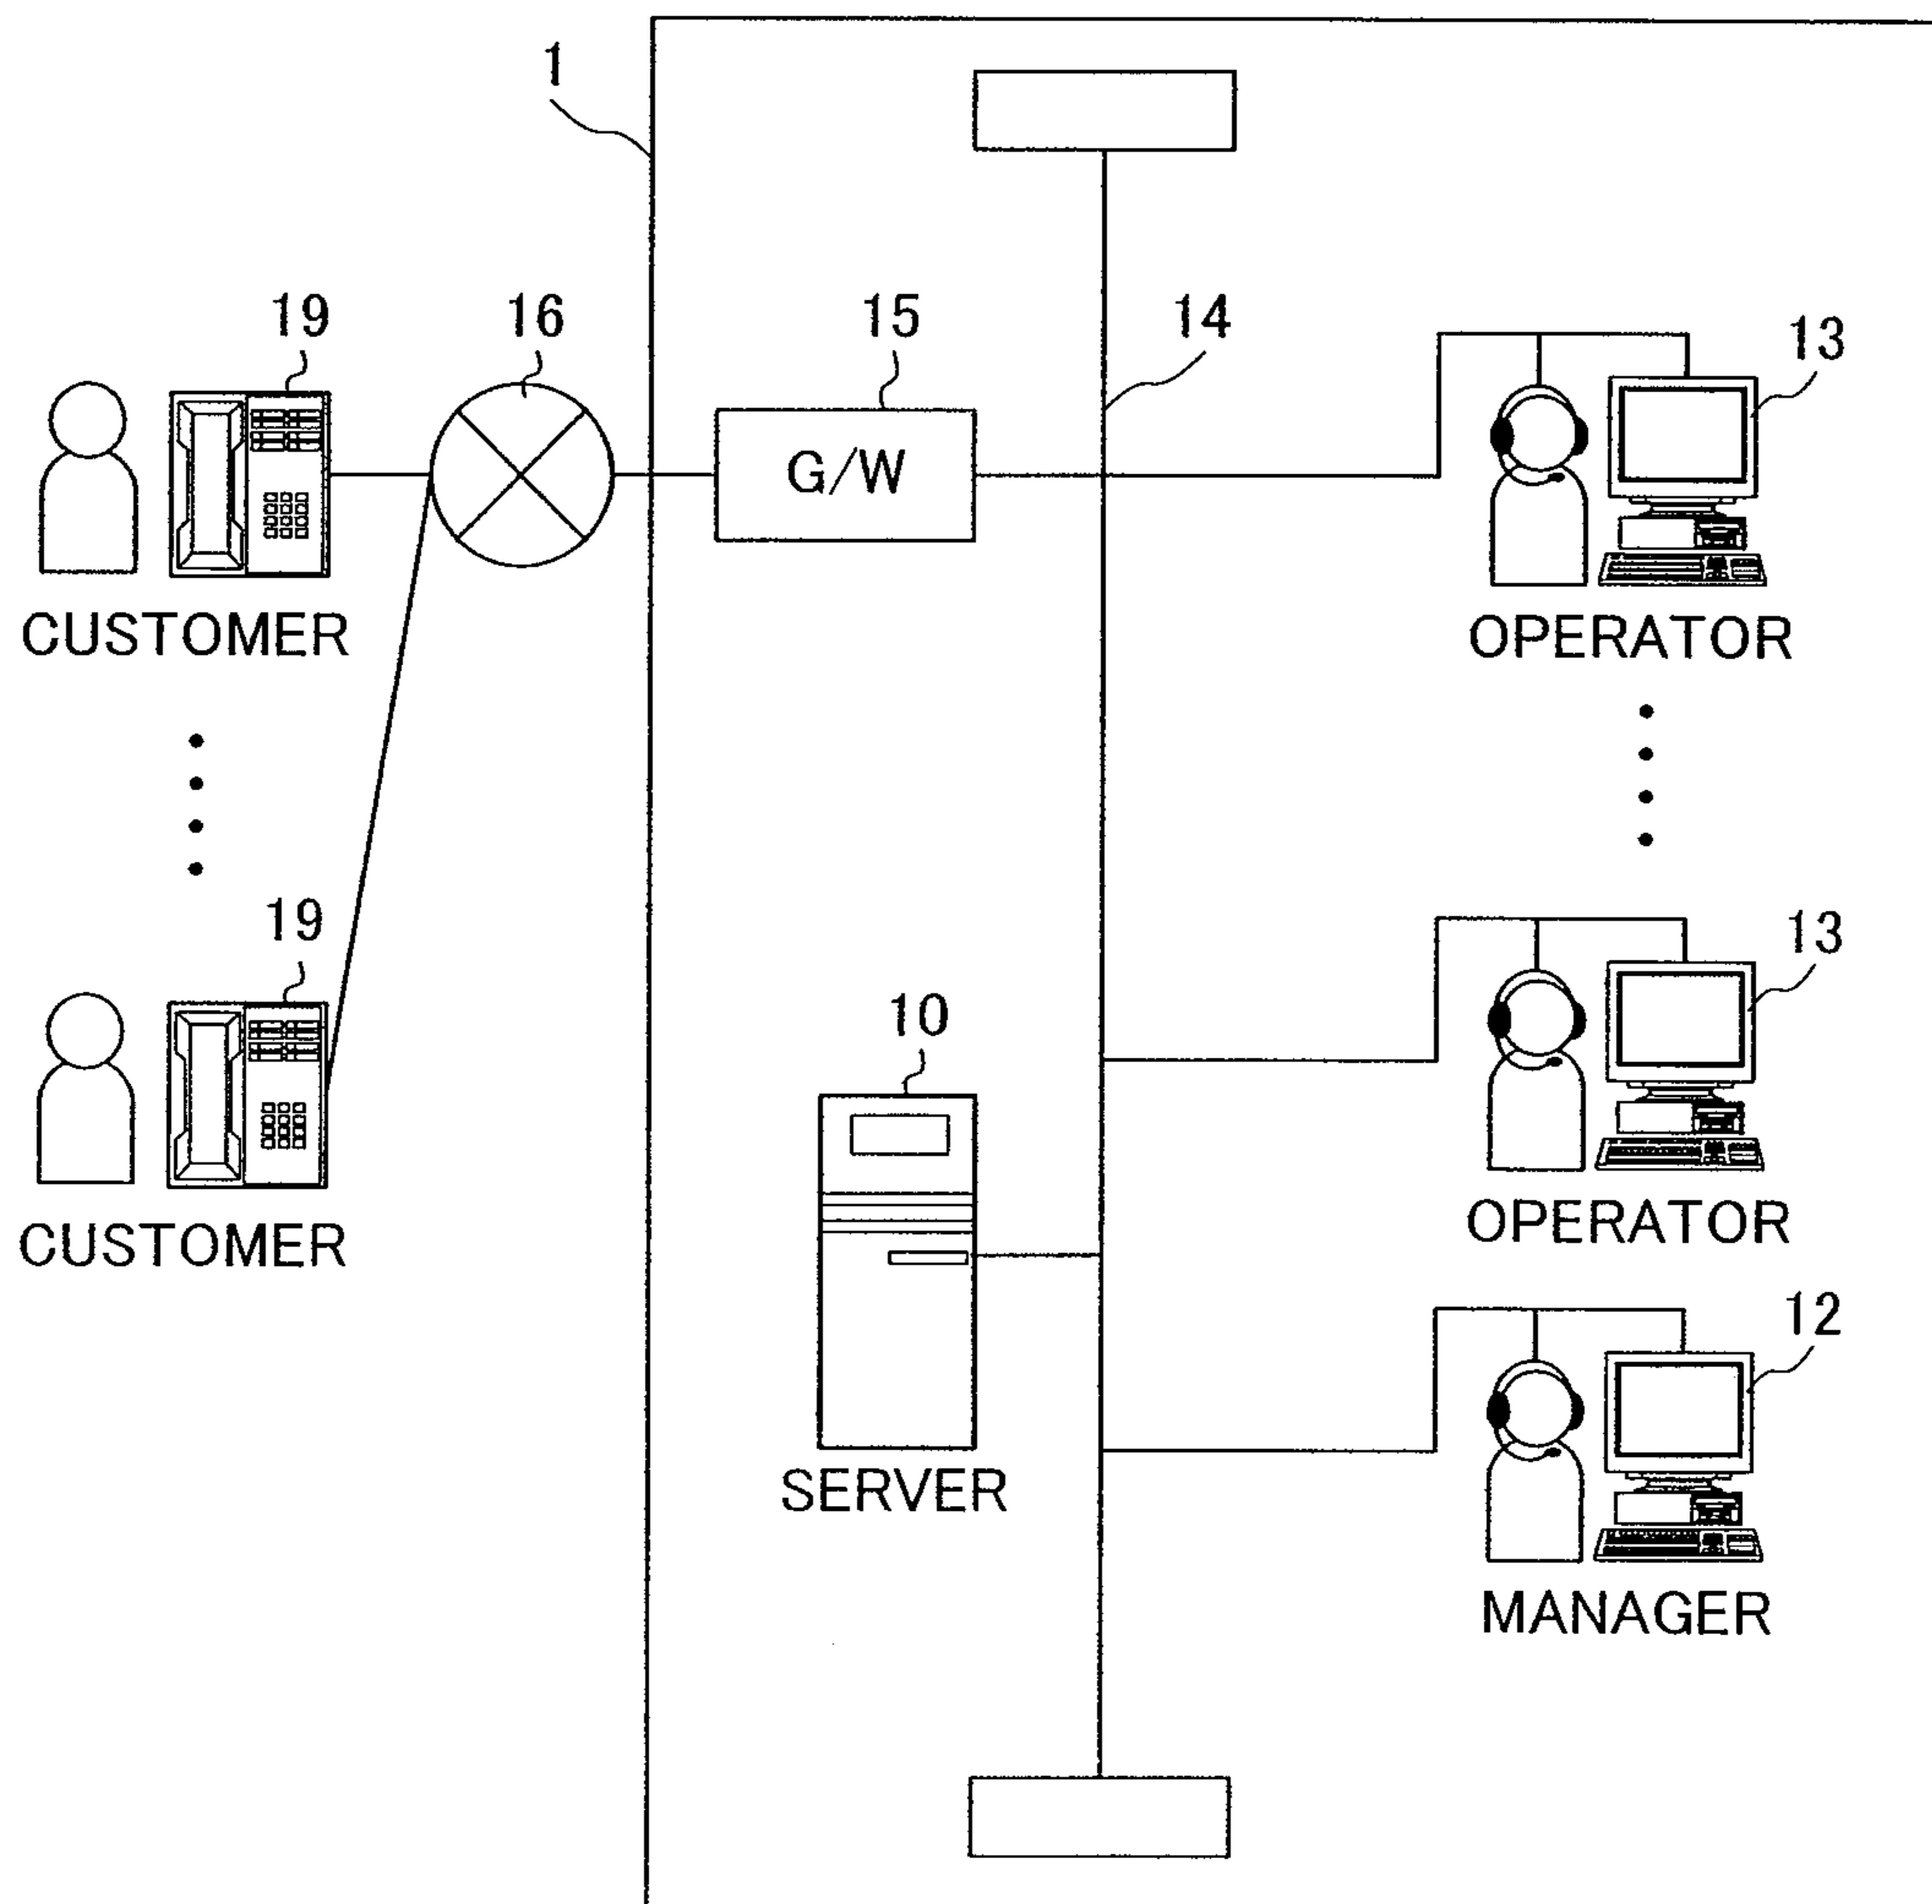 1
19
16
15
14
13
G/W
CUSTOMER
OPERATOR
19
13
10
CUSTOMER
OPERATOR
12
SERVER
MANAGER